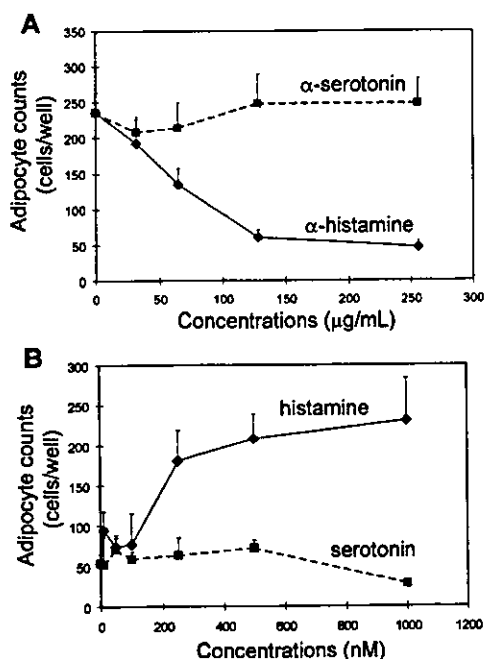 A
Adipocyte counts
(cells/well)
350
300
250
200
150
100
50
0
α-serotonin
α-histamine
0 50 100 150 200 250 300
Concentrations (μg/mL)
B
Adipocyte counts
(cells/well)
300
250
200
150
100
50
0
histamine
serotonin
0 200 400 600 800 1000 1200
Concentrations (nM)